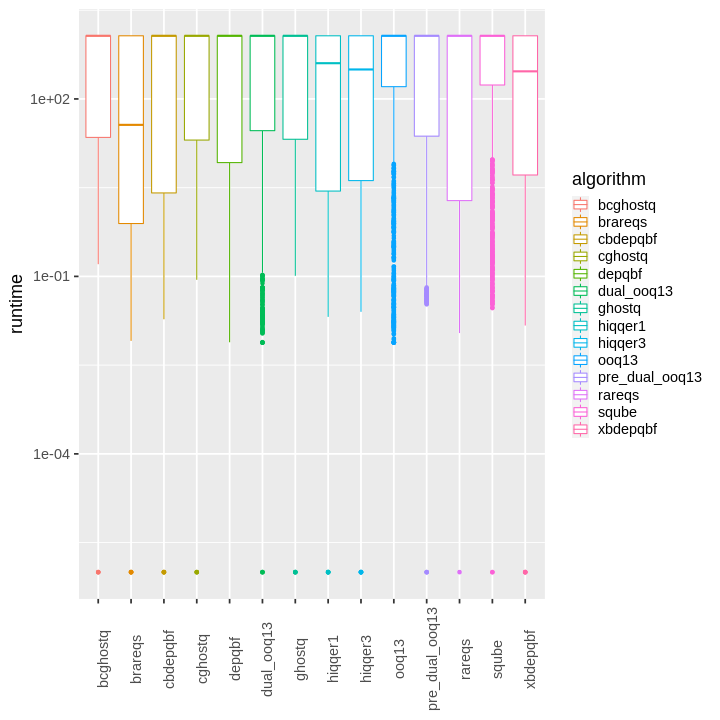 runtime
1e+02
1e-01
1e-04
bcghostq
brareqs
cbdepqbf
cghostq
depqbf
dual_ooq13
ghostq
hiqqer1
hiqqer3
ooq13
pre_dual_ooq13
rareqs
sqube
xbdepqbf
algorithm
bcghostq
brareqs
cbdepqbf
cghostq
depqbf
dual_ooq13
ghostq
hiqqer1
hiqqer3
ooq13
pre_dual_ooq13
rareqs
sqube
xbdepqbf